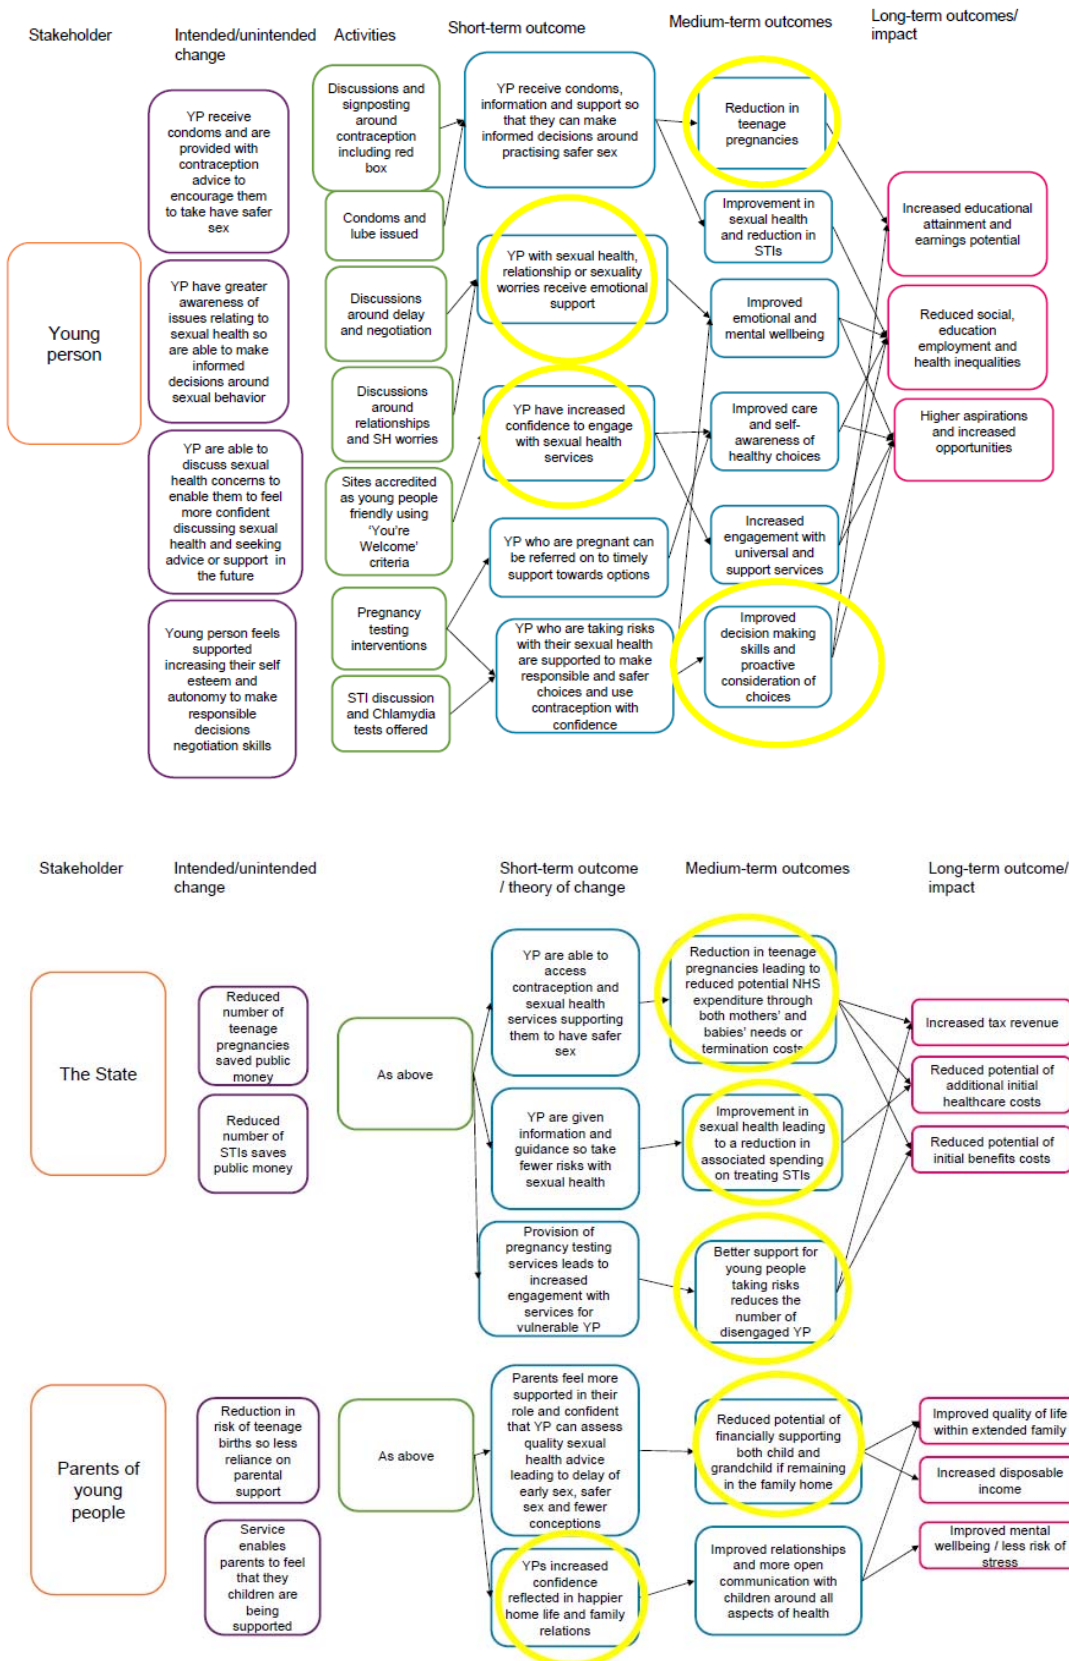 Stakeholder
Intended/unintended
change
Activities
Short-term outcome
Medium-term outcomes
Long-term outcomes/
impact
Young
person
YP receive
condoms and are
provided with
contraception
advice to
encourage them
to take have safer
sex
YP have greater
awareness of
issues relating to
sexual health so
are able to make
informed
decisions around
sexual behavior
YP are able to
discuss sexual
health concerns to
enable them to feel
more confident
discussing sexual
health and seeking
advice or support in
the future
Young person feels
supported
increasing their self
esteem and
autonomy to make
responsible
decisions
negotiation skills
Discussions and
signposting
around
contraception
including red
box
Condoms and
lube issued
Discussions
around delay
and negotiation
Discussions
around
relationships
and SH worries
Sites accredited
as young people
friendly using
'You're
Welcome'
criteria
Pregnancy
testing
interventions
STI discussion
and Chlamydia
tests offered
YP receive condoms,
information and support so
that they can make
informed decisions around
practising safer sex
YP with sexual health,
relationship or sexuality
worries receive emotional
support
YP have increased
confidence to engage
with sexual health
services
YP who are pregnant can
be referred on to timely
support towards options
YP who are taking risks
with their sexual health
are supported to make
responsible and safer
choices and use
contraception with
confidence
Reduction in
teenage
pregnancies
Improvement in
sexual health
and reduction in
STIs
Improved
emotional and
mental wellbeing
Improved care
and self-
awareness of
healthy choices
Increased
engagement with
universal and
support services
Improved
decision making
skills and
proactive
consideration of
choices
Increased educational
attainment and
earnings potential
Reduced social,
education
employment and
health inequalities
Higher aspirations
and increased
opportunities
Stakeholder
Intended/unintended
change
Short-term outcome
/ theory of change
Medium-term outcomes
Long-term outcome/
impact
The State
Reduced
number of
teenage
pregnancies
saved public
money
Reduced
number of
STIs saves
public money
As above
YP are able to
access
contraception and
sexual health
services supporting
them to have safer
sex
YP are given
information and
guidance so take
fewer risks with
sexual health
Provision of
pregnancy testing
services leads to
increased
engagement with
services for
vulnerable YP
Reduction in teenage
pregnancies leading to
reduced potential NHS
expenditure through
both mothers' and
babies' needs or
termination costs
Improvement in
sexual health leading
to a reduction in
associated spending
on treating STIs
Better support for
young people
taking risks
reduces the
number of
disengaged YP
Increased tax revenue
Reduced potential of
additional initial
healthcare costs
Reduced potential of
initial benefits costs
Parents of
young
people
Reduction in
risk of teenage
births so less
reliance on
parental
support
Service
enables
parents to feel
that they
children are
being
supported
As above
Parents feel more
supported in their
role and confident
that YP can assess
quality sexual
health advice
leading to delay of
early sex, safer
sex and fewer
conceptions
YPs increased
confidence
reflected in happier
home life and family
relations
Reduced potential of
financially supporting
both child and
grandchild if remaining
in the family home
Improved relationships
and more open
communication with
children around all
aspects of health
Improved quality of life
within extended family
Increased disposable
income
Improved mental
wellbeing / less risk of
stress